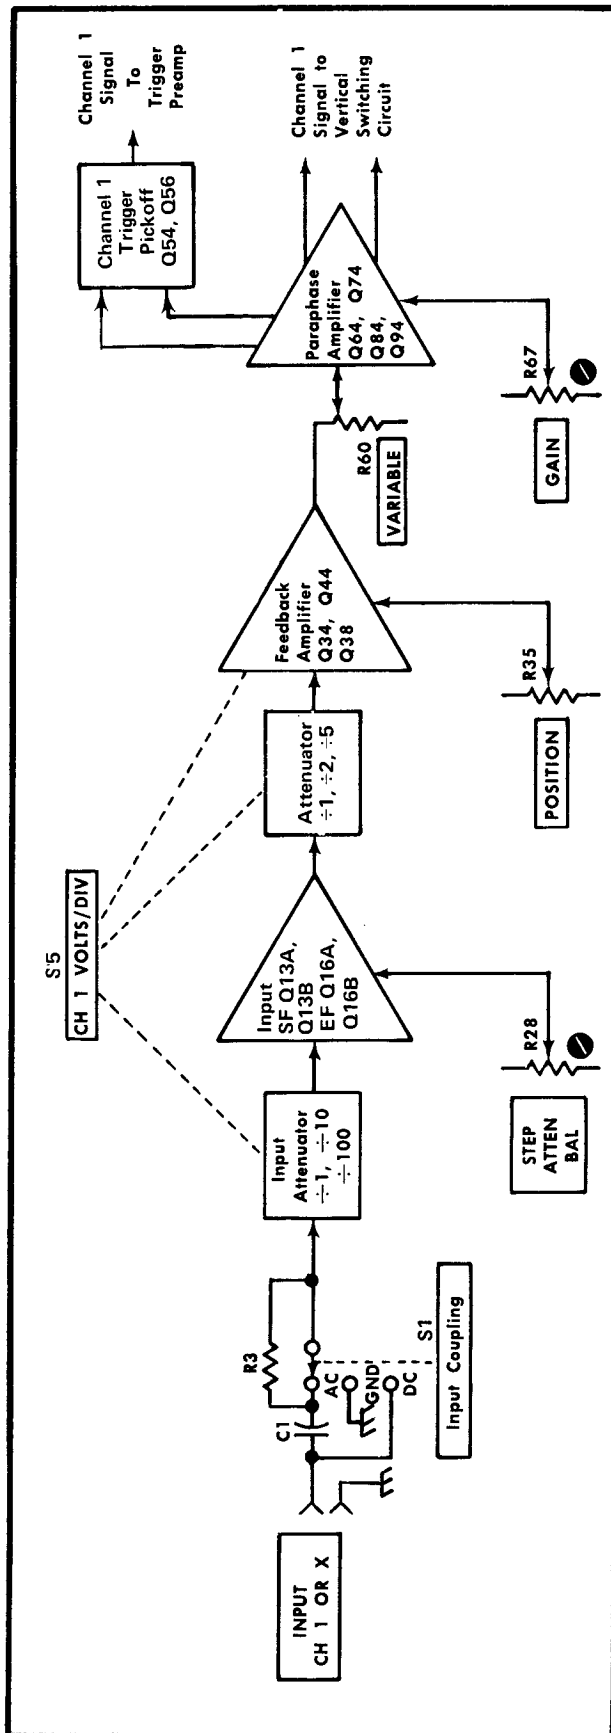 INPUT
CH 1 OR X
C1
R3
AC
GND
DC
S1
Input Coupling
Input
Attenuator
÷1, ÷10
÷100
S5
CH 1 VOLTS/DIV
Input
SF Q13A,
Q13B
EF Q16A,
Q16B
R28
STEP
ATTEN
BAL
Attenuator
÷1, ÷2, ÷5
Feedback
Amplifier
Q34, Q44
Q38
R35
POSITION
R60
VARIABLE
Paraphase
Amplifier
Q64, Q74
Q84,
Q94
R67
GAIN
Channel 1
Trigger
Pickoff
Q54, Q56
Channel 1
Signal
To
Trigger
Preamp
Channel 1
Signal to
Vertical
Switching
Circuit